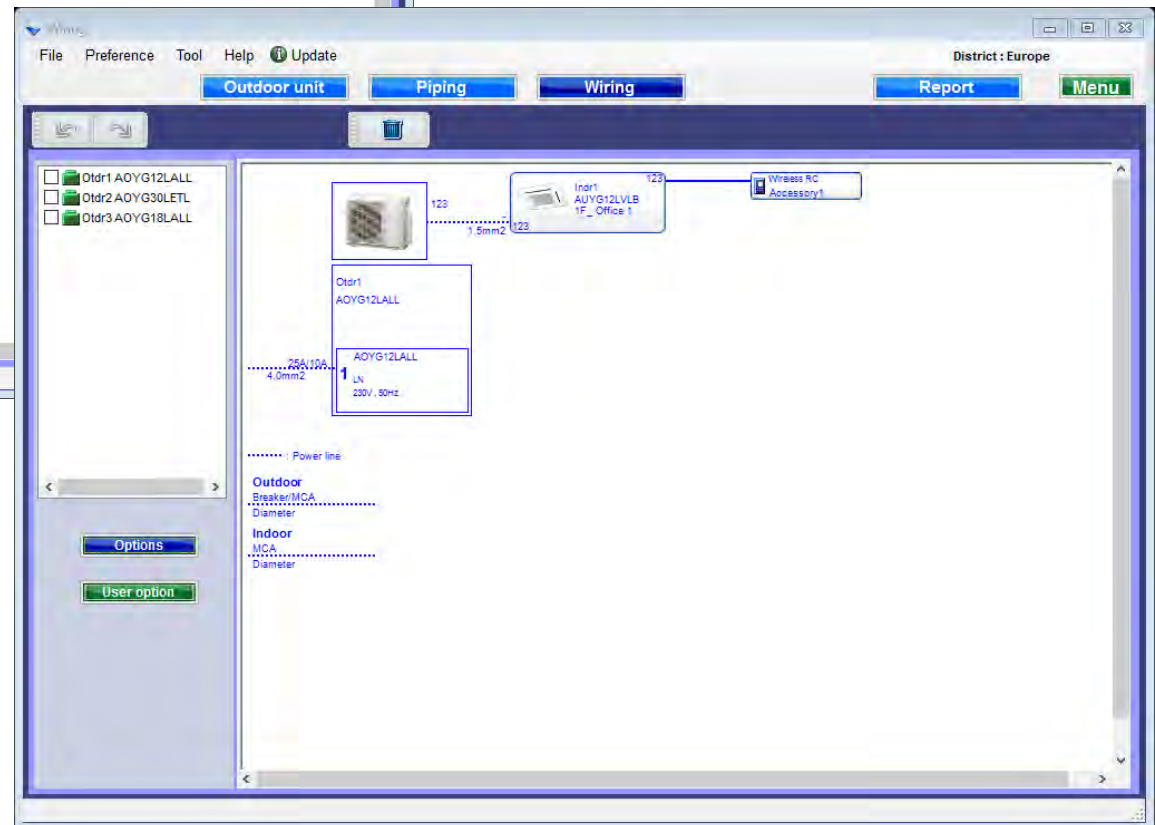 Wiring
File Preference Tool Help Update
District : Europe
Outdoor unit Piping Wiring Report Menu
Otdr1 AOYG12LALL
Otdr2 AOYG30LETL
Otdr3 AOYG18LALL
Options
User option
123
1.5mm2
-
123
Indr1
AUYG12LVLB
1F_ Office 1
123
Wireless RC
Accessory1
Otdr1
AOYG12LALL
25A/10A
4.0mm2
AOYG12LALL
1
LN
230V , 50Hz
: Power line
Outdoor
Breaker/MCA
Diameter
Indoor
MCA
Diameter